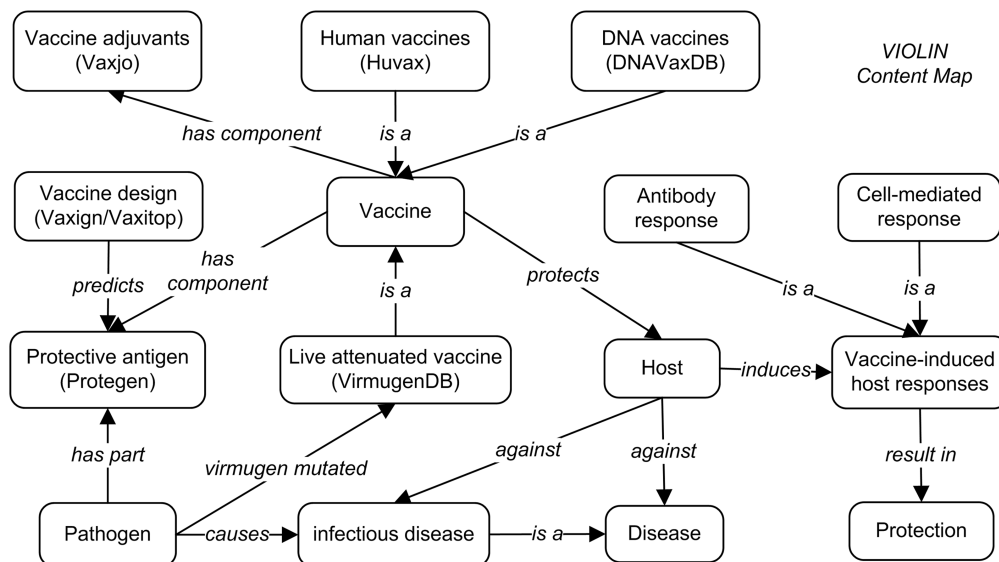 Vaccine adjuvants
(Vaxjo)
Human vaccines
(Huvax)
DNA vaccines
(DNAVaxDB)
VIOLIN
Content Map
has component
is a
is a
Vaccine design
(Vaxign/Vaxitop)
Vaccine
Antibody
response
Cell-mediated
response
predicts
has
component
is a
protects
is a
is a
Protective antigen
(Protegen)
Live attenuated vaccine
(VirmugenDB)
Host
induces
Vaccine-induced
host responses
has part
virmugen mutated
against
against
result in
Pathogen
causes
infectious disease
is a
Disease
Protection